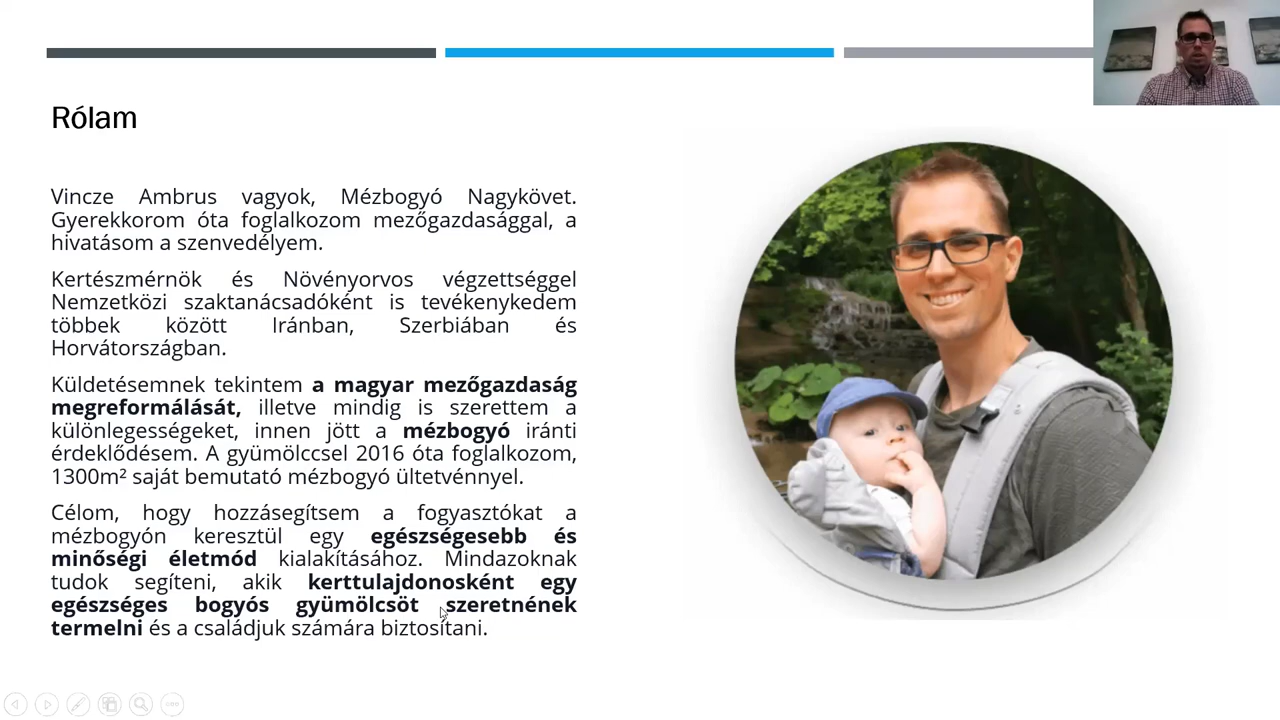 Rólam
Vincze Ambrus vagyok, Mézbogyó Nagykövet.
Gyerekkorom óta foglalkozom mezőgazdasággal, a
hivatásom a szenvedélyem.
Kertészmérnök és Növényorvos végzettséggel
Nemzetközi szaktanácsadóként is tevékenykedem
többek között Iránban, Szerbiában és
Horvátországban.
Küldetésemnek tekintem a magyar mezőgazdaság
megreformálását, illetve mindig is szerettem a
különlegességeket, innen jött a mézbogyó iránti
érdeklődésem. A gyümölccsel 2016 óta foglalkozom,
1300m² saját bemutató mézbogyó ültetvénnyel.
Célom, hogy hozzásegítsem a fogyasztókat a
mézbogyón keresztül egy egészségesebb és
minőségi életmód kialakításához. Mindazoknak
tudok segíteni, akik kerttulajdonosként egy
egészséges bogyós gyümölcsöt szeretnének
termelni és a családjuk számára biztosítani.